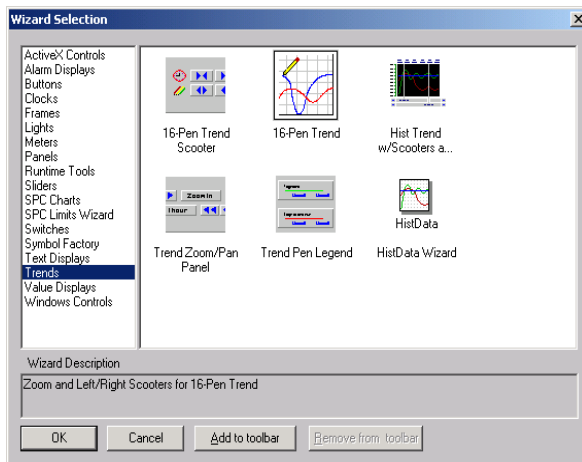 Wizard Selection
ActiveX Controls
Alarm Displays
Buttons
Clocks
Frames
Lights
Meters
Panels
Runtime Tools
Sliders
SPC Charts
SPC Limits Wizard
Switches
Symbol Factory
Text Displays
Trends
Value Displays
Windows Controls
16-Pen Trend
Scooter
16-Pen Trend
Hist Trend
w/Scooters a...
Zoom In
1 hour
Trend Zoom/Pan
Panel
Trend Pen Legend
HistData
HistData Wizard
Wizard Description
Zoom and Left/Right Scooters for 16-Pen Trend
OK
Cancel
Add to toolbar
Remove from toolbar